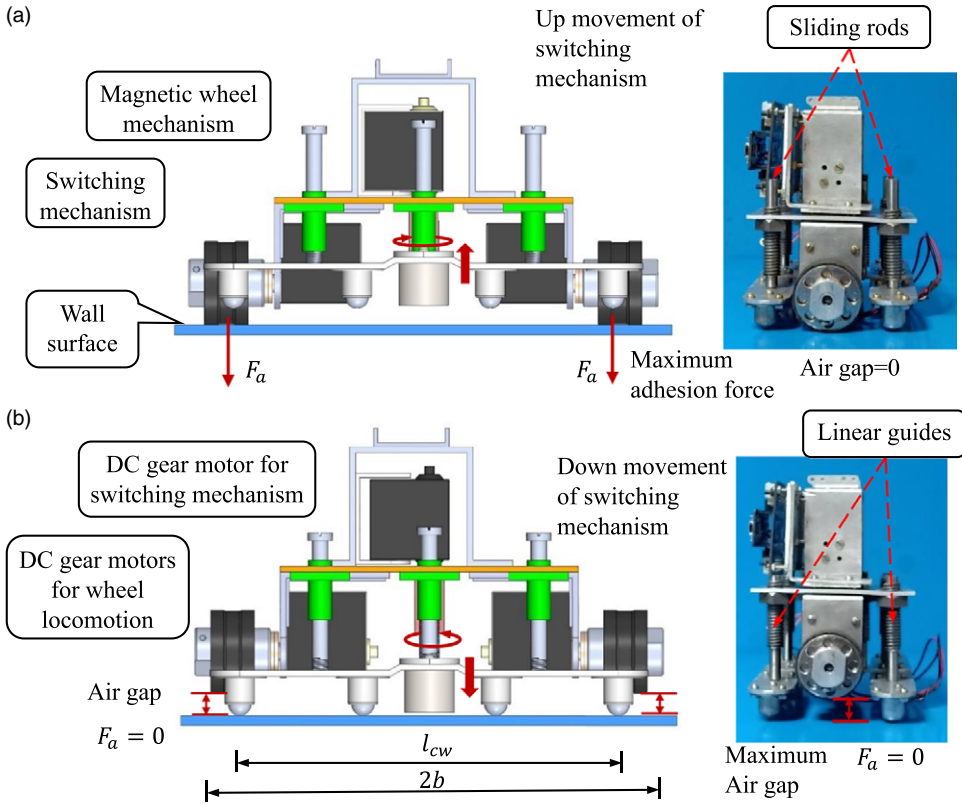 (a)
Up movement of
switching
mechanism
Sliding rods
Magnetic wheel
mechanism
Switching
mechanism
Wall
surface
F_a
F_a
Maximum
adhesion force
Air gap=0
(b)
DC gear motor for
switching mechanism
Down movement
of switching
mechanism
Linear guides
DC gear motors
for wheel
locomotion
Air gap
F_a = 0
l_{cw}
2b
Maximum
Air gap
F_a = 0